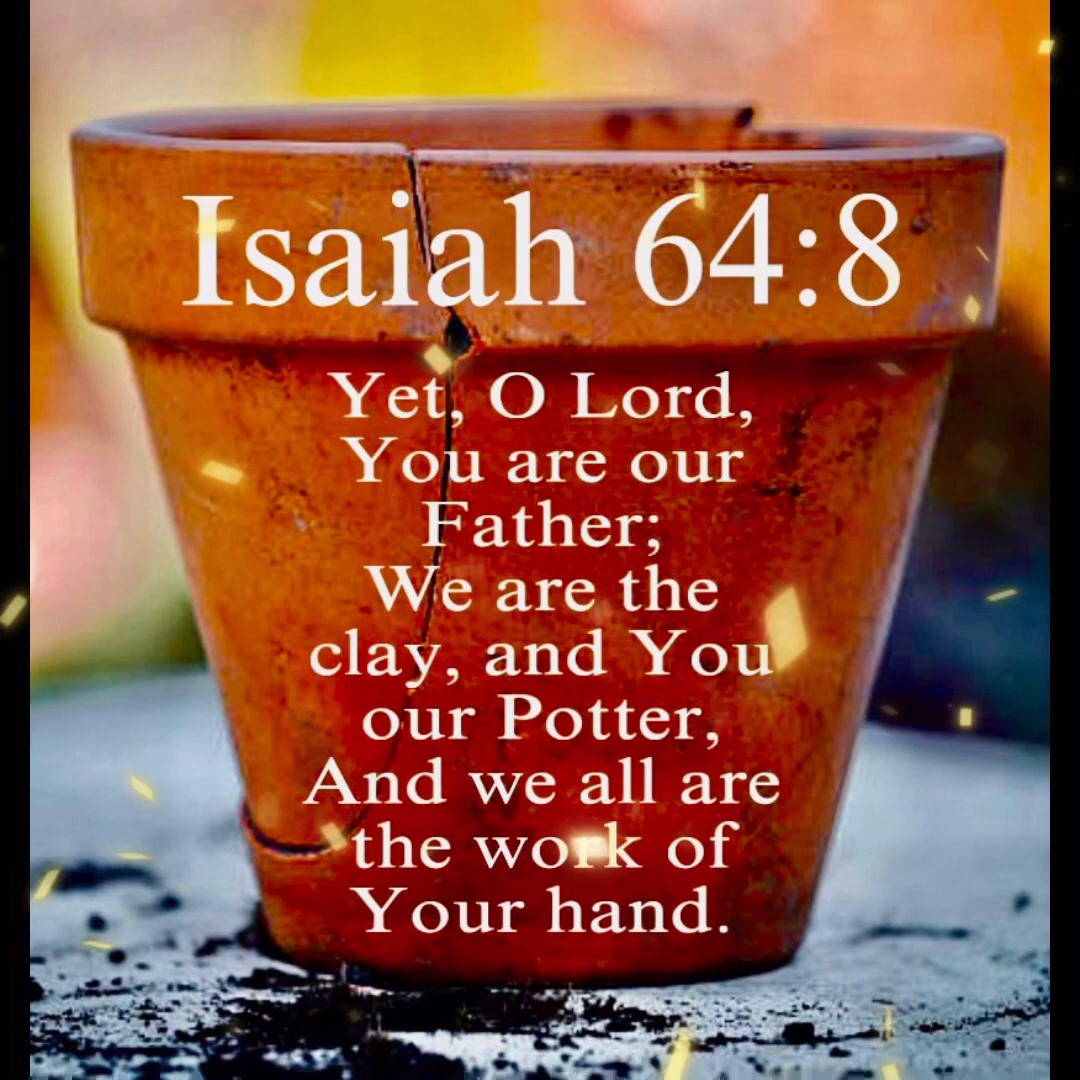 Isaiah 64:8
Yet, O Lord,
You are our
Father;
We are the
clay, and You
our Potter,
And we all are
the work of
Your hand.